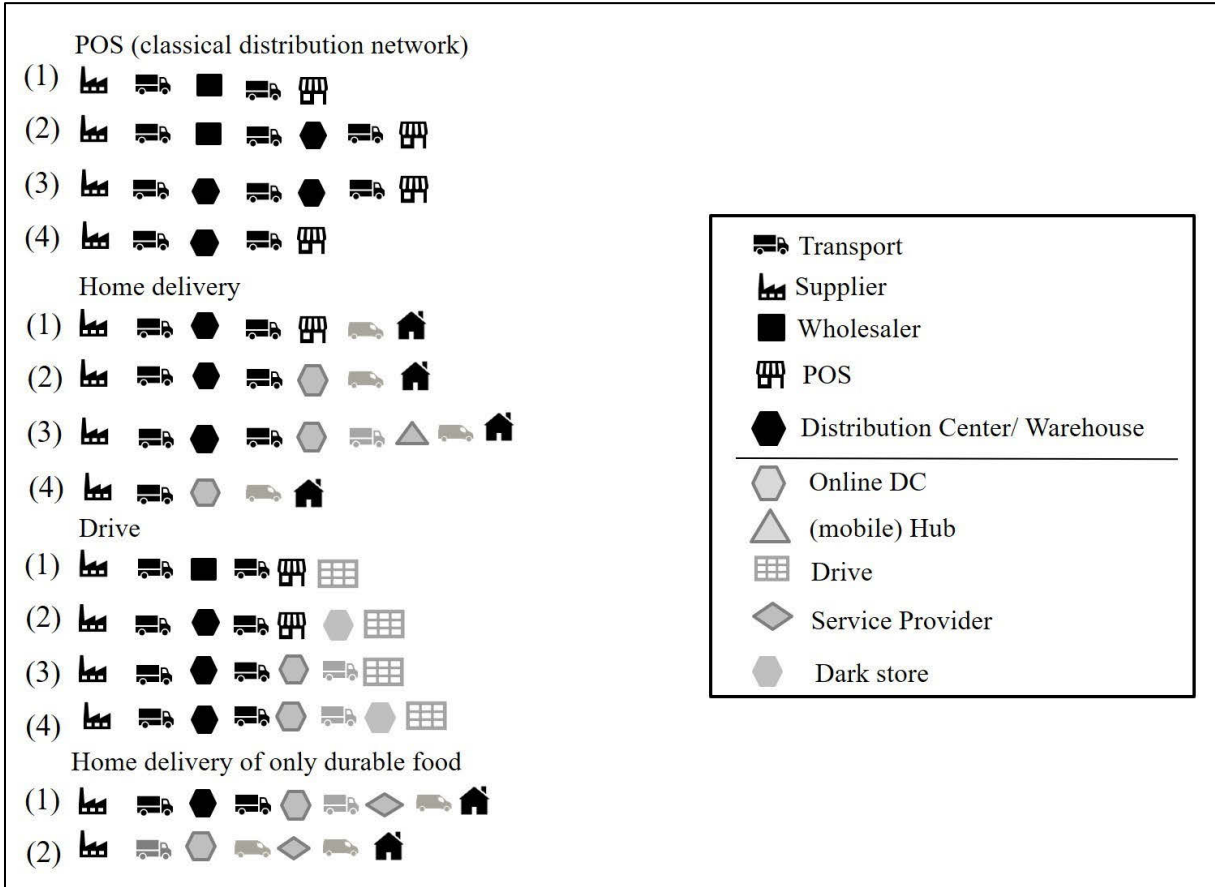 POS (classical distribution network)
(1)
(2)
(3)
(4)
Home delivery
(1)
(2)
(3)
(4)
Drive
(1)
(2)
(3)
(4)
Home delivery of only durable food
(1)
(2)
Transport
Supplier
Wholesaler
POS
Distribution Center/ Warehouse
Online DC
(mobile) Hub
Drive
Service Provider
Dark store